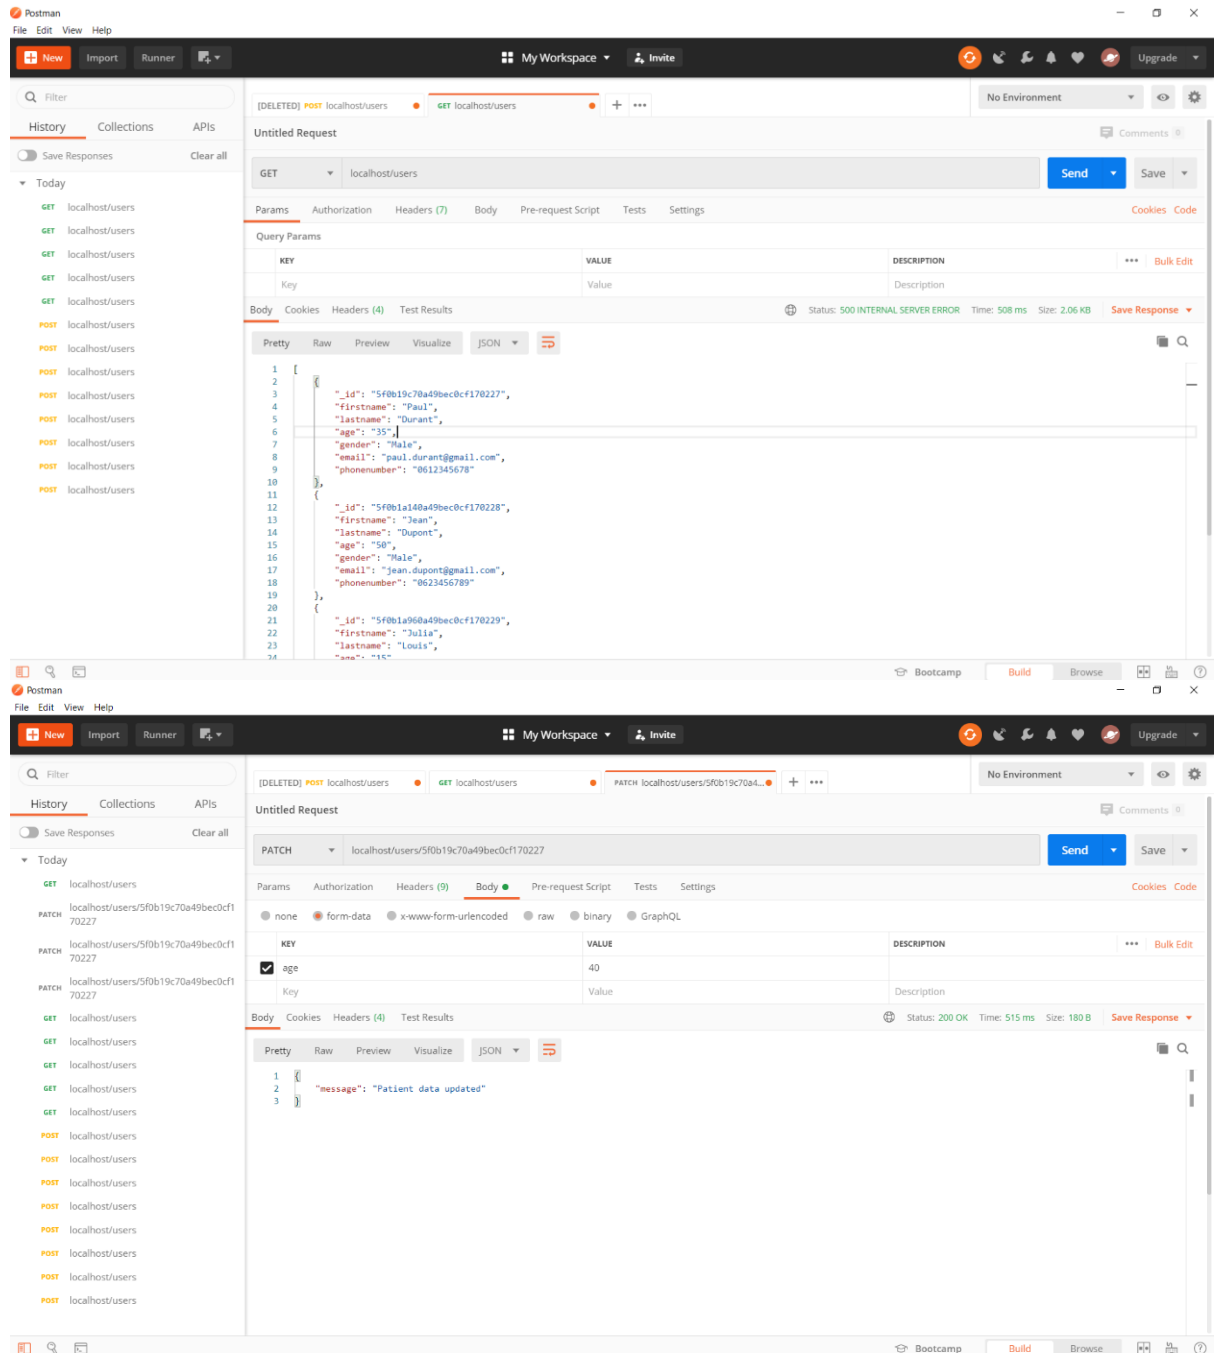 Postman
File Edit View Help
New Import Runner My Workspace Invite Upgrade
Filter
[DELETED] POST localhost/users GET localhost/users No Environment
History Collections APIs
Untitled Request Comments 0
Save Responses Clear all
GET localhost/users Send Save
Today
GET localhost/users
GET localhost/users
GET localhost/users
GET localhost/users
GET localhost/users
POST localhost/users
POST localhost/users
POST localhost/users
POST localhost/users
POST localhost/users
POST localhost/users
POST localhost/users
POST localhost/users
Params Authorization Headers (7) Body Pre-request Script Tests Settings Cookies Code
Query Params
KEY VALUE DESCRIPTION Bulk Edit
Key Value Description
Body Cookies Headers (4) Test Results Status: 500 INTERNAL SERVER ERROR Time: 508 ms Size: 2.06 KB Save Response
Pretty Raw Preview Visualize JSON
1 [
2 {
3 "_id": "5f0b19c70a49bec0cf170227",
4 "firstname": "Paul",
5 "lastname": "Durant",
6 "age": "35",
7 "gender": "Male",
8 "email": "paul.durant@gmail.com",
9 "phonenumber": "0612345678"
10 },
11 {
12 "_id": "5f0b1a140a49bec0cf170228",
13 "firstname": "Jean",
14 "lastname": "Dupont",
15 "age": "50",
16 "gender": "Male",
17 "email": "jean.dupont@gmail.com",
18 "phonenumber": "0623456789"
19 },
20 {
21 "_id": "5f0b1a960a49bec0cf170229",
22 "firstname": "Julia",
23 "lastname": "Louis",
24 "age": "15"
Bootcamp Build Browse
Postman
File Edit View Help
New Import Runner My Workspace Invite Upgrade
Filter
[DELETED] POST localhost/users GET localhost/users PATCH localhost/users/5f0b19c70a4... No Environment
History Collections APIs
Untitled Request Comments 0
Save Responses Clear all
PATCH localhost/users/5f0b19c70a49bec0cf170227 Send Save
Today
GET localhost/users
PATCH localhost/users/5f0b19c70a49bec0cf1
70227
PATCH localhost/users/5f0b19c70a49bec0cf1
70227
PATCH localhost/users/5f0b19c70a49bec0cf1
70227
GET localhost/users
GET localhost/users
GET localhost/users
GET localhost/users
GET localhost/users
POST localhost/users
POST localhost/users
POST localhost/users
POST localhost/users
POST localhost/users
POST localhost/users
POST localhost/users
POST localhost/users
Params Authorization Headers (9) Body Pre-request Script Tests Settings Cookies Code
none form-data x-www-form-urlencoded raw binary GraphQL
KEY VALUE DESCRIPTION Bulk Edit
age 40
Key Value Description
Body Cookies Headers (4) Test Results Status: 200 OK Time: 515 ms Size: 180 B Save Response
Pretty Raw Preview Visualize JSON
1 {
2 "message": "Patient data updated"
3 }
Bootcamp Build Browse